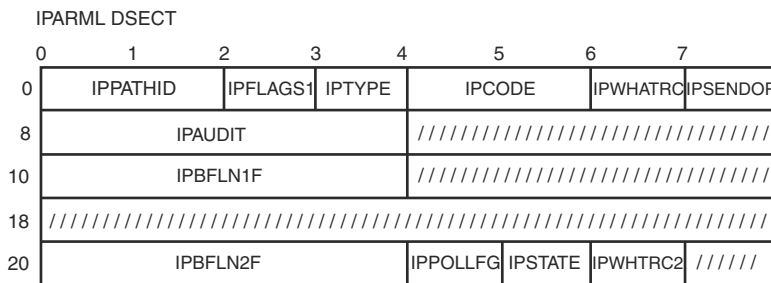 IPARML DSECT
0 1 2 3 4 5 6 7
0 IPPATHID IPFLAGS1 IPTYPE IPCODE IPWHATRC IPSENDOP
8 IPAUDIT / / / / / / / / / / / / / / / / / / / / / / / / / / / / / / / / /
10 IPBFLN1F / / / / / / / / / / / / / / / / / / / / / / / / / / / / / / / / /
18 / / / / / / / / / / / / / / / / / / / / / / / / / / / / / / / / / / / / / / / / / / / / / / / / / / / / / / / / / / / / / / / / / /
20 IPBFLN2F IPPOLLFG IPSTATE IPWHTRC2 / / / / / /